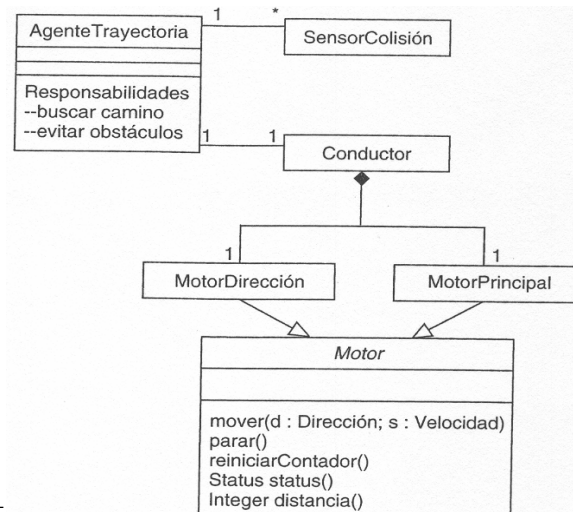 1
*
AgenteTrayectoria
SensorColisión
Responsabilidades
--buscar camino
--evitar obstáculos
1
1
Conductor
1
1
MotorDirección
MotorPrincipal
Motor
mover(d : Dirección; s : Velocidad)
parar()
reiniciarContador()
Status status()
Integer distancia()